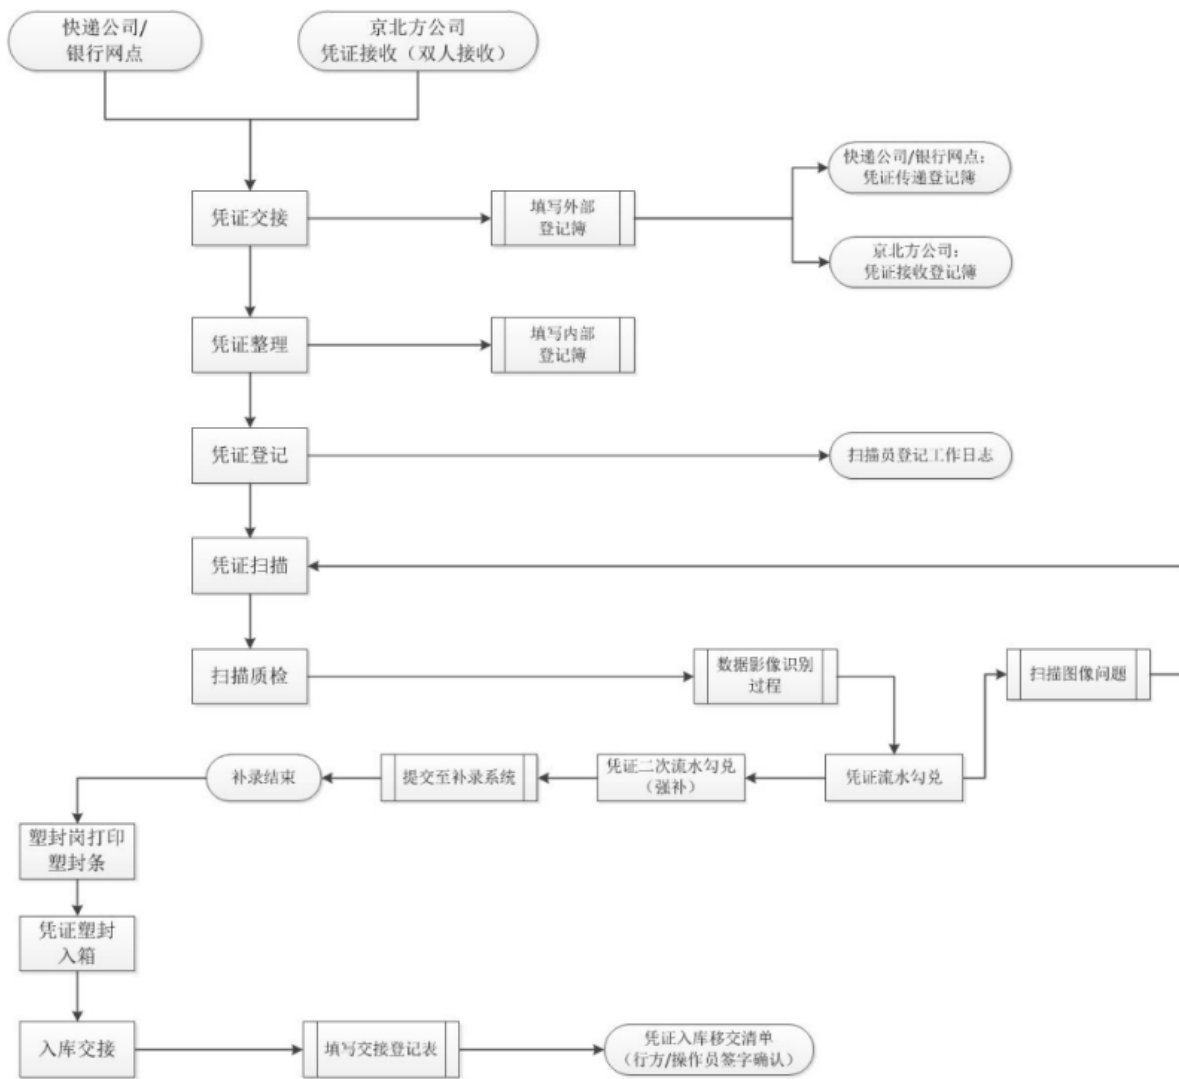 快递公司/
银行网点
京北方公司
凭证接收（双人接收）
快递公司/银行网点：
凭证传递登记簿
凭证交接
填写外部
登记簿
京北方公司：
凭证接收登记簿
凭证整理
填写内部
登记簿
凭证登记
扫描员登记工作日志
凭证扫描
扫描质检
数据影像识别
过程
扫描图像问题
补录结束
提交至补录系统
凭证二次流水勾兑
（强补）
凭证流水勾兑
塑封岗打印
塑封条
凭证塑封
入箱
入库交接
填写交接登记表
凭证入库移交清单
（行方/操作员签字确认）